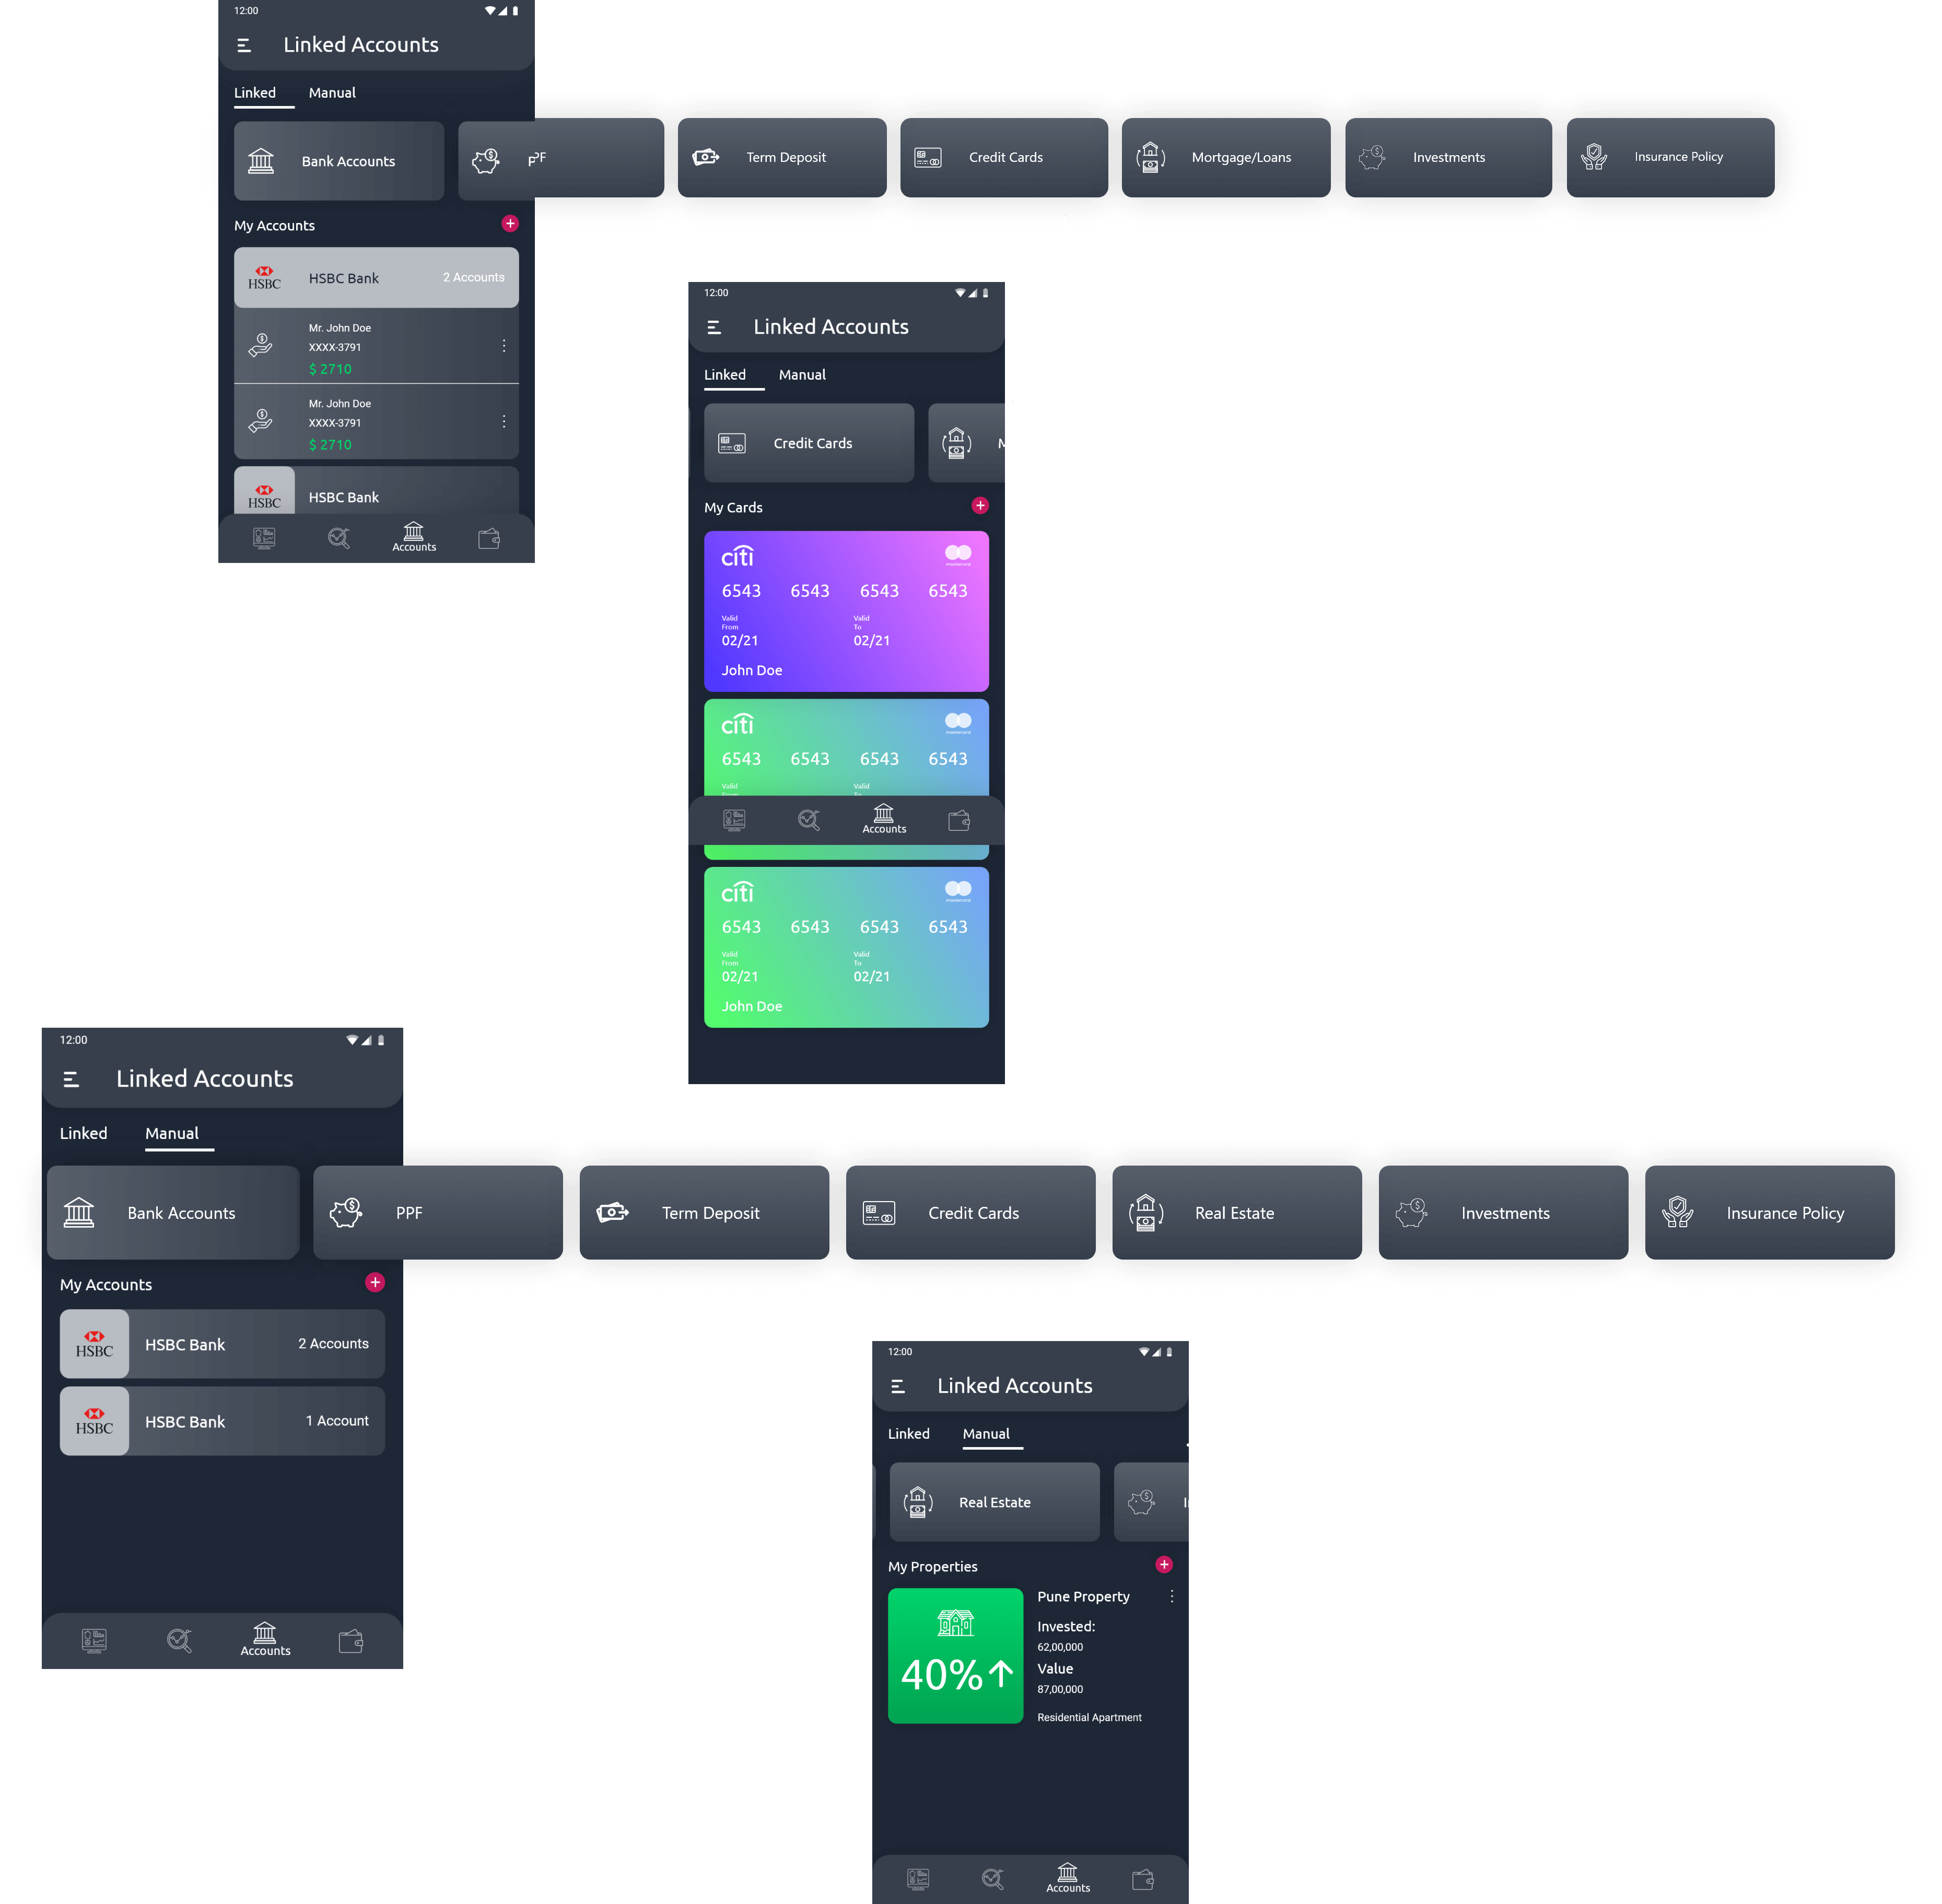 12:00
Linked Accounts
Linked Manual
Bank Accounts
PPF
Term Deposit
Credit Cards
Mortgage/Loans
Investments
Insurance Policy
My Accounts
HSBC
HSBC Bank
2 Accounts
Mr. John Doe
XXXX-3791
$ 2710
Mr. John Doe
XXXX-3791
$ 2710
HSBC
HSBC Bank
Accounts
12:00
Linked Accounts
Linked Manual
Credit Cards
M
My Cards
citi
mastercard
6543 6543 6543 6543
Valid Valid
From To
02/21 02/21
John Doe
citi
mastercard
6543 6543 6543 6543
Valid Valid
From To
Accounts
citi
mastercard
6543 6543 6543 6543
Valid Valid
From To
02/21 02/21
John Doe
12:00
Linked Accounts
Linked Manual
Bank Accounts
PPF
Term Deposit
Credit Cards
Real Estate
Investments
Insurance Policy
My Accounts
HSBC
HSBC Bank
2 Accounts
HSBC
HSBC Bank
1 Account
Accounts
12:00
Linked Accounts
Linked Manual
Real Estate
My Properties
40%
Pune Property
Invested:
62,00,000
Value
87,00,000
Residential Apartment
Accounts